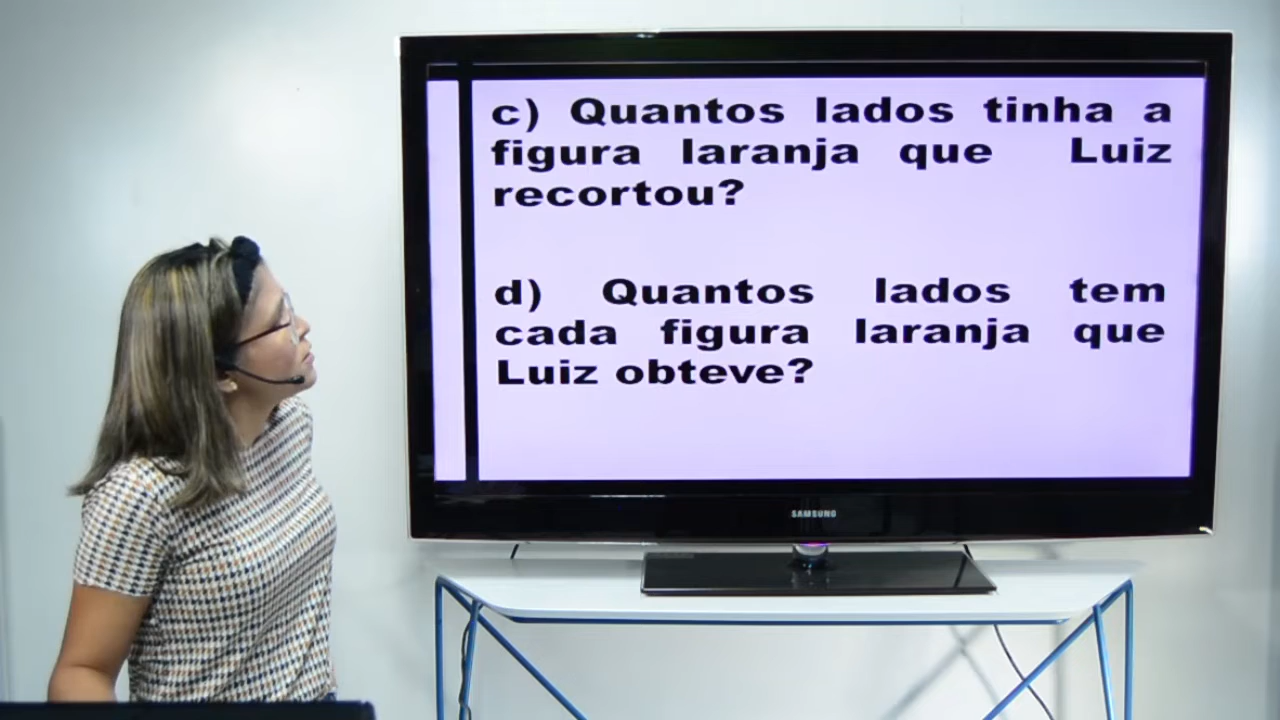 c) Quantos lados tinha a
figura laranja que Luiz
recortou?
d) Quantos lados tem
cada figura laranja que
Luiz obteve?
SAMSUNG